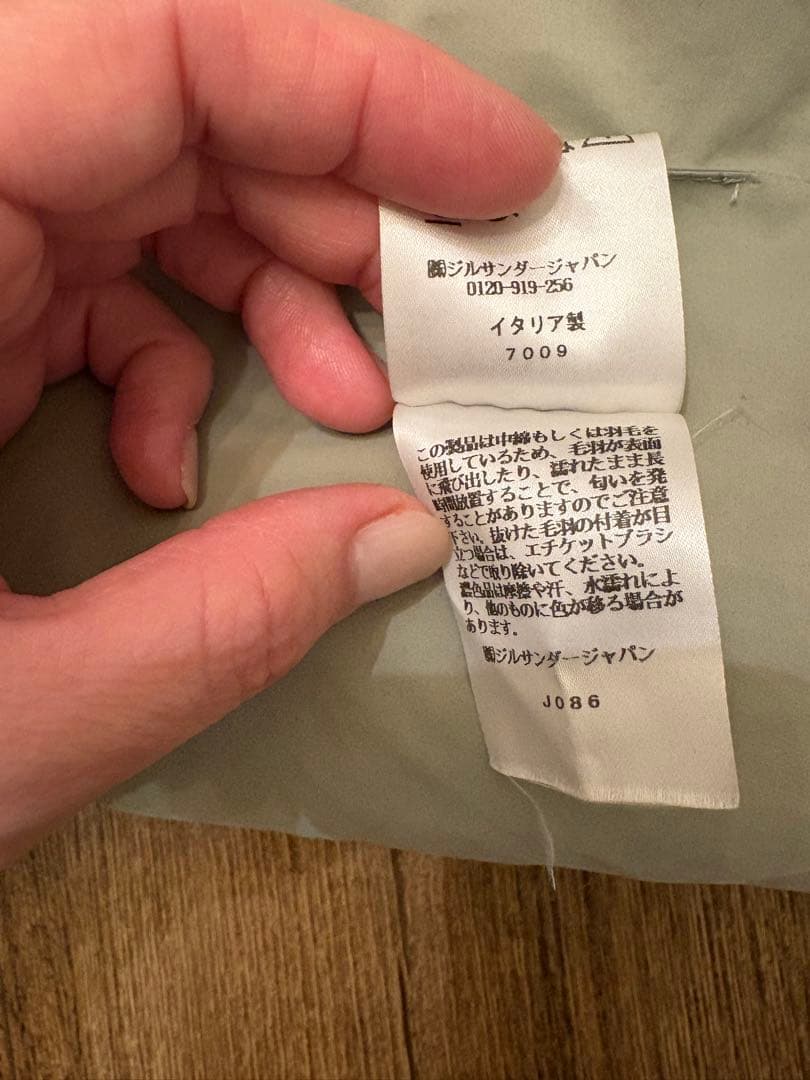 ㈱ジルサンダージャパン
0120-919-256
イタリア製
7009
この製品は中綿もしくは羽毛を
使用しているため、毛羽が表面
に飛び出したり、濡れたまま長
時間放置することで、匂いを発
することがありますのでご注意
下さい。抜けた毛羽の付着が目
立つ場合は、エチケットブラシ
などで取り除いてください。
濃色品は摩擦や汗、水濡れによ
り、他のものに色が移る場合が
あります。
㈱ジルサンダージャパン
J086